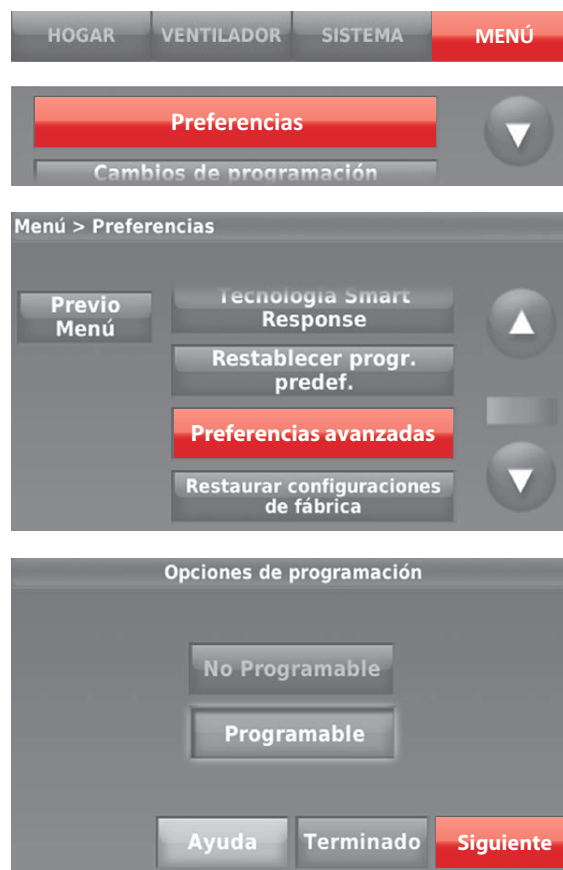 HOGAR VENTILADOR SISTEMA MENÚ
Preferencias
Cambios de programación
Menú > Preferencias
Previo
Menú
Tecnología Smart
Response
Restablecer progr.
predef.
Preferencias avanzadas
Restaurar configuraciones
de fábrica
Opciones de programación
No Programable
Programable
Ayuda Terminado Siguiente